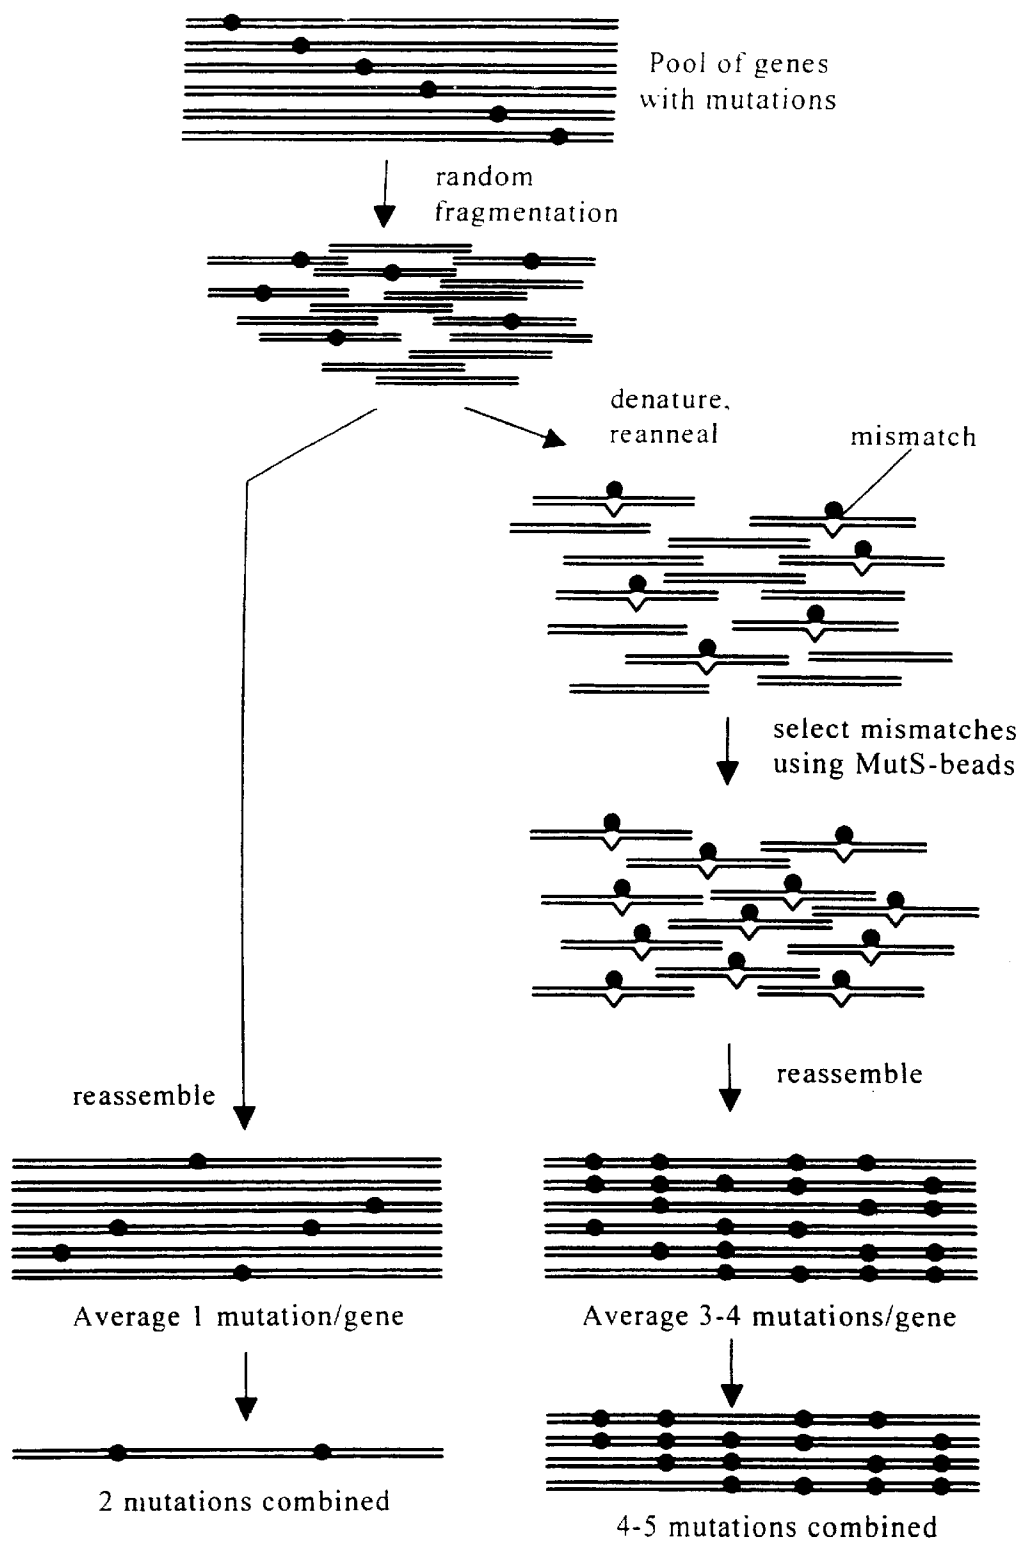 Pool of genes
with mutations
random
fragmentation
denature,
reanneal
mismatch
select mismatches
using MutS-beads
reassemble
reassemble
Average 1 mutation/gene
Average 3-4 mutations/gene
2 mutations combined
4-5 mutations combined